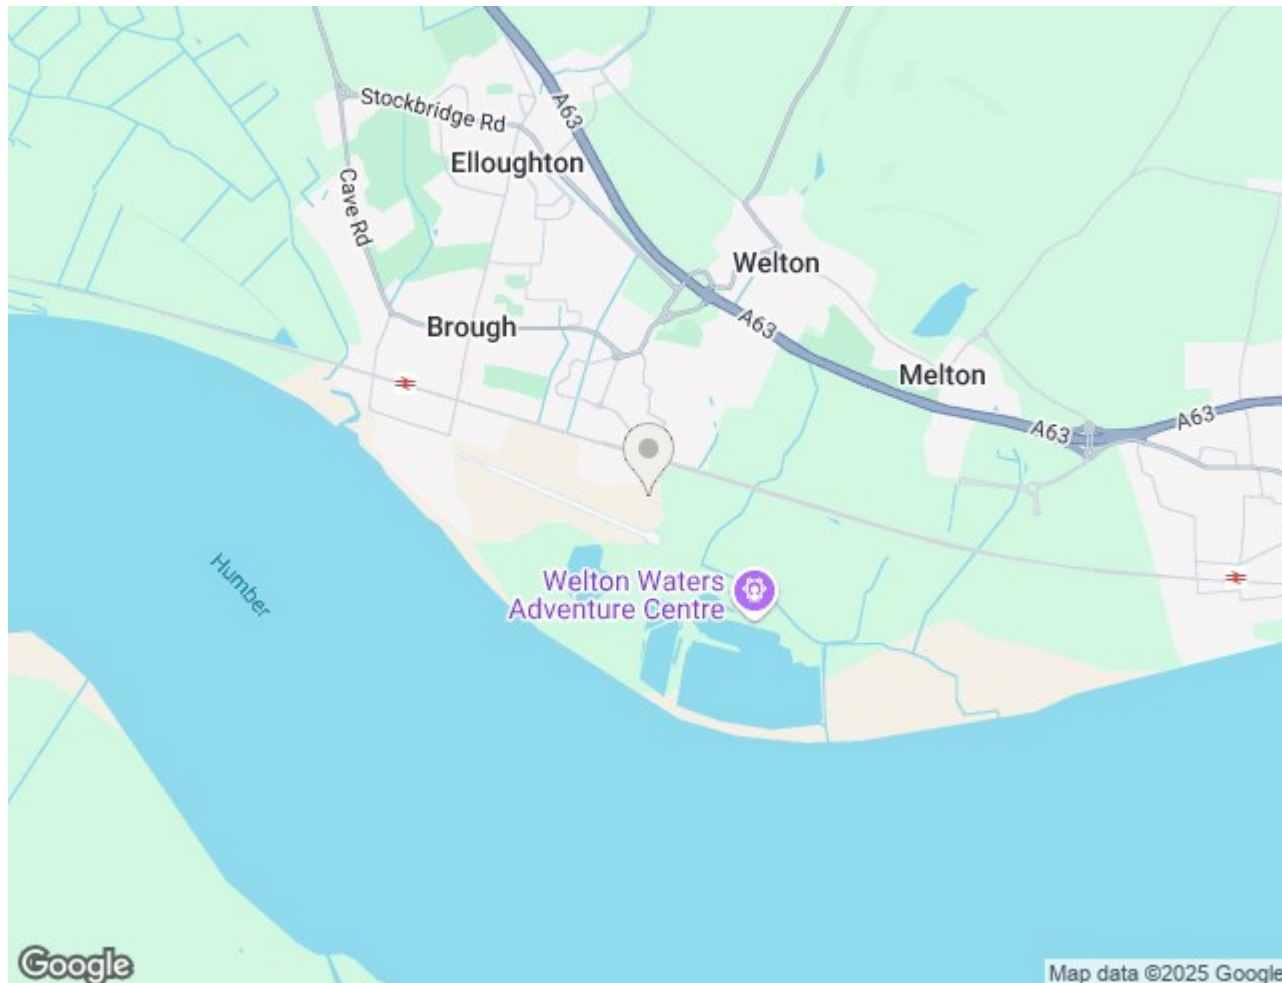 A63
Stockbridge Rd
Elloughton
Cave Rd
Welton
Brough
A63
Melton
A63
A63
Humber
Welton Waters
Adventure Centre
Google
Map data ©2025 Google